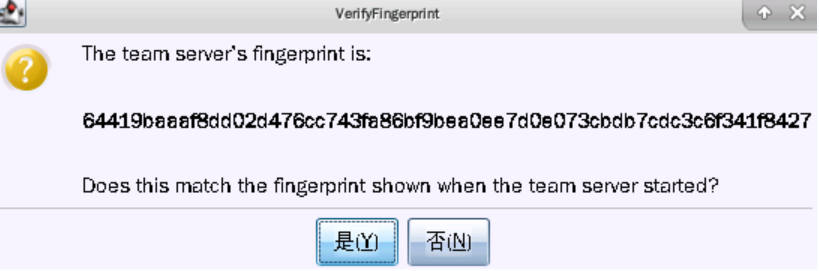 VerifyFingerprint
The team server's fingerprint is:
64419baaaf8dd02d476cc743fa86bf9bea0ee7d0e073cbdb7cdc3c6f341f8427
Does this match the fingerprint shown when the team server started?
是(Y) 否(N)